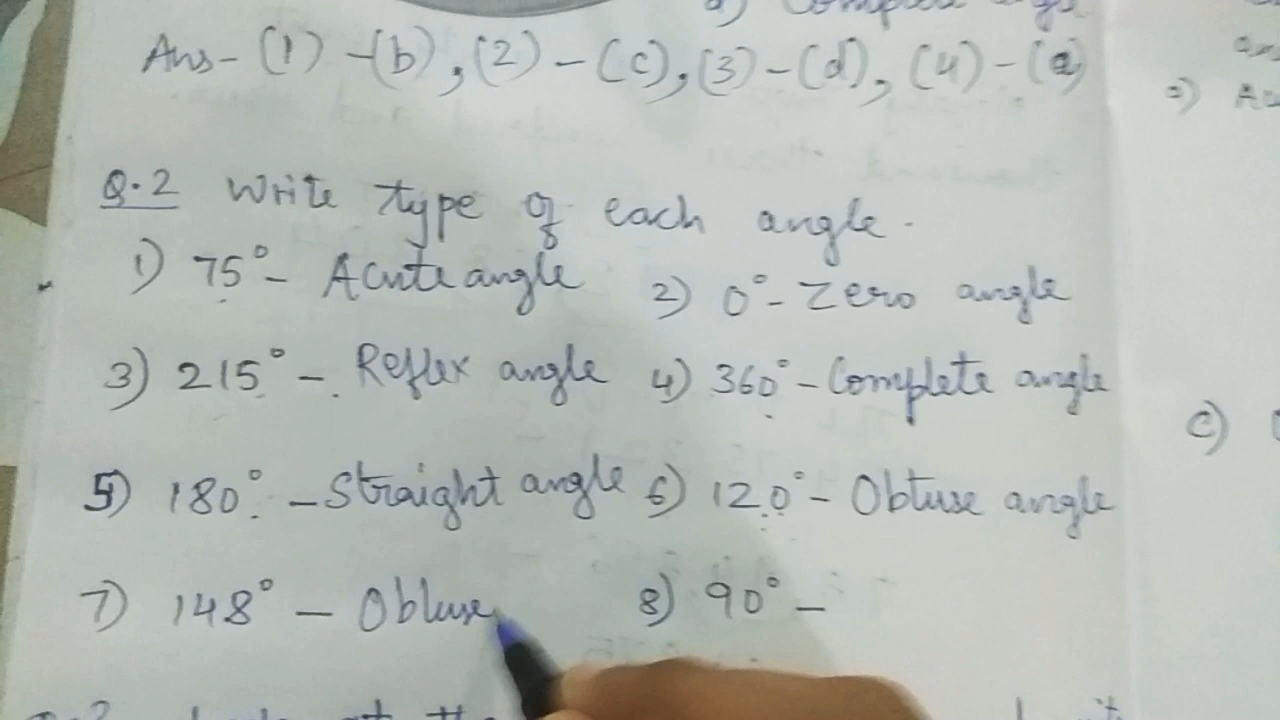 Ans- (1) -(b), (2) - (c), (3) - (d), (4) - (a)
Q.2 Write type of each angle.
1) 75° - Acute angle 2) 0° - Zero angle
3) 215° - Reflex angle 4) 360° - Complete angle
5) 180° - Straight angle 6) 120° - Obtuse angle
7) 148° - Obtuse 8) 90° -
c)